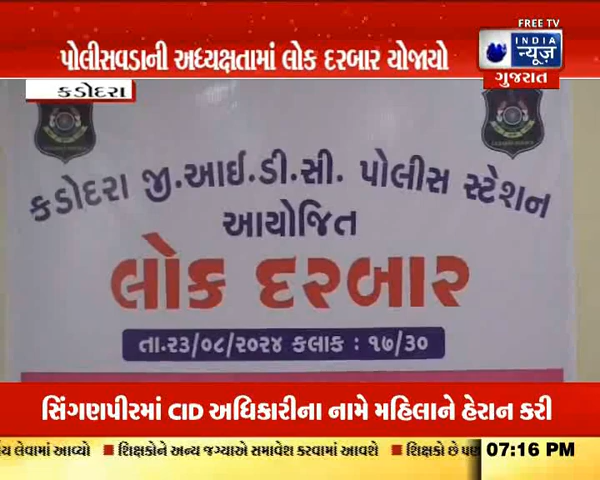 FREE TV
પોલીસવડાની અધ્યક્ષતામાં લોક દરબાર યોજાયો
INDIA
न्यूज़
ગુજરાત
કડોદરા
કડોદરા જી.આઈ.ડી.સી. પોલીસ સ્ટેશન
આયોજિત
લોક દરબાર
તા.૨૩/૦૮/૨૦૨૪ કલાક : ૧૭/૩૦
સિંગણપીરમાં CID અધિકારીના નામે મહિલાને હેરાન કરી
લેવામાં આવ્યો ■ શિક્ષકોને અન્ય જગ્યાએ સમાવેશ કરવામાં આવશે ■ શિક્ષકો છે પણ
07:16 PM